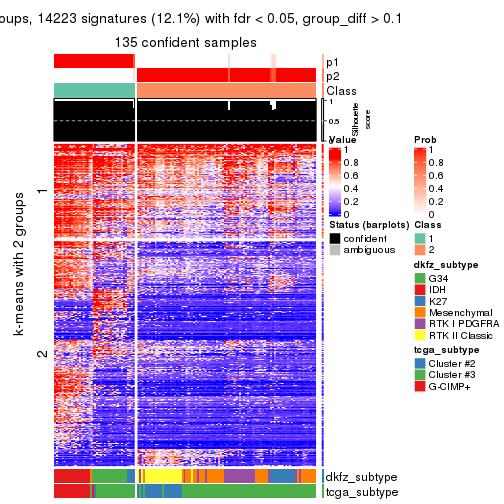 oups, 14223 signatures (12.1%) with fdr < 0.05, group_diff > 0.1
135 confident samples
p1
p2
Class
1
0.5
0
Silhouette
score
k-means with 2 groups
1
2
Value
1
0.8
0.6
0.4
0.2
0
Prob
1
0.8
0.6
0.4
0.2
0
Status (barplots)
confident
ambiguous
Class
1
2
dkfz_subtype
G34
IDH
K27
Mesenchymal
RTK I PDGFRA
RTK II Classic
tcga_subtype
Cluster #2
Cluster #3
G-CIMP+
dkfz_subtype
tcga_subtype